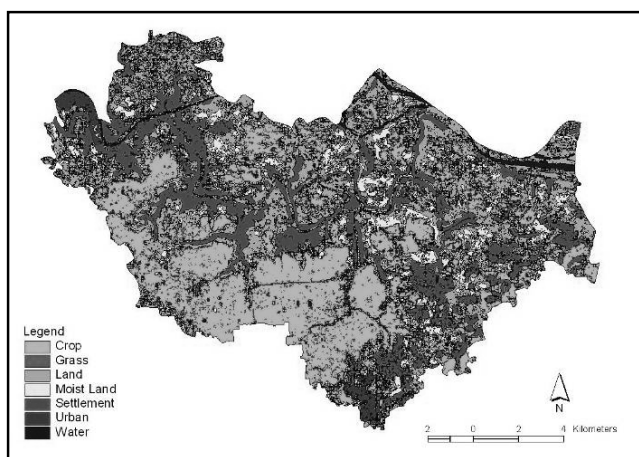 Legend
Crop
Grass
Land
Moist Land
Settlement
Urban
Water
N
2 0 2 4 Kilometers